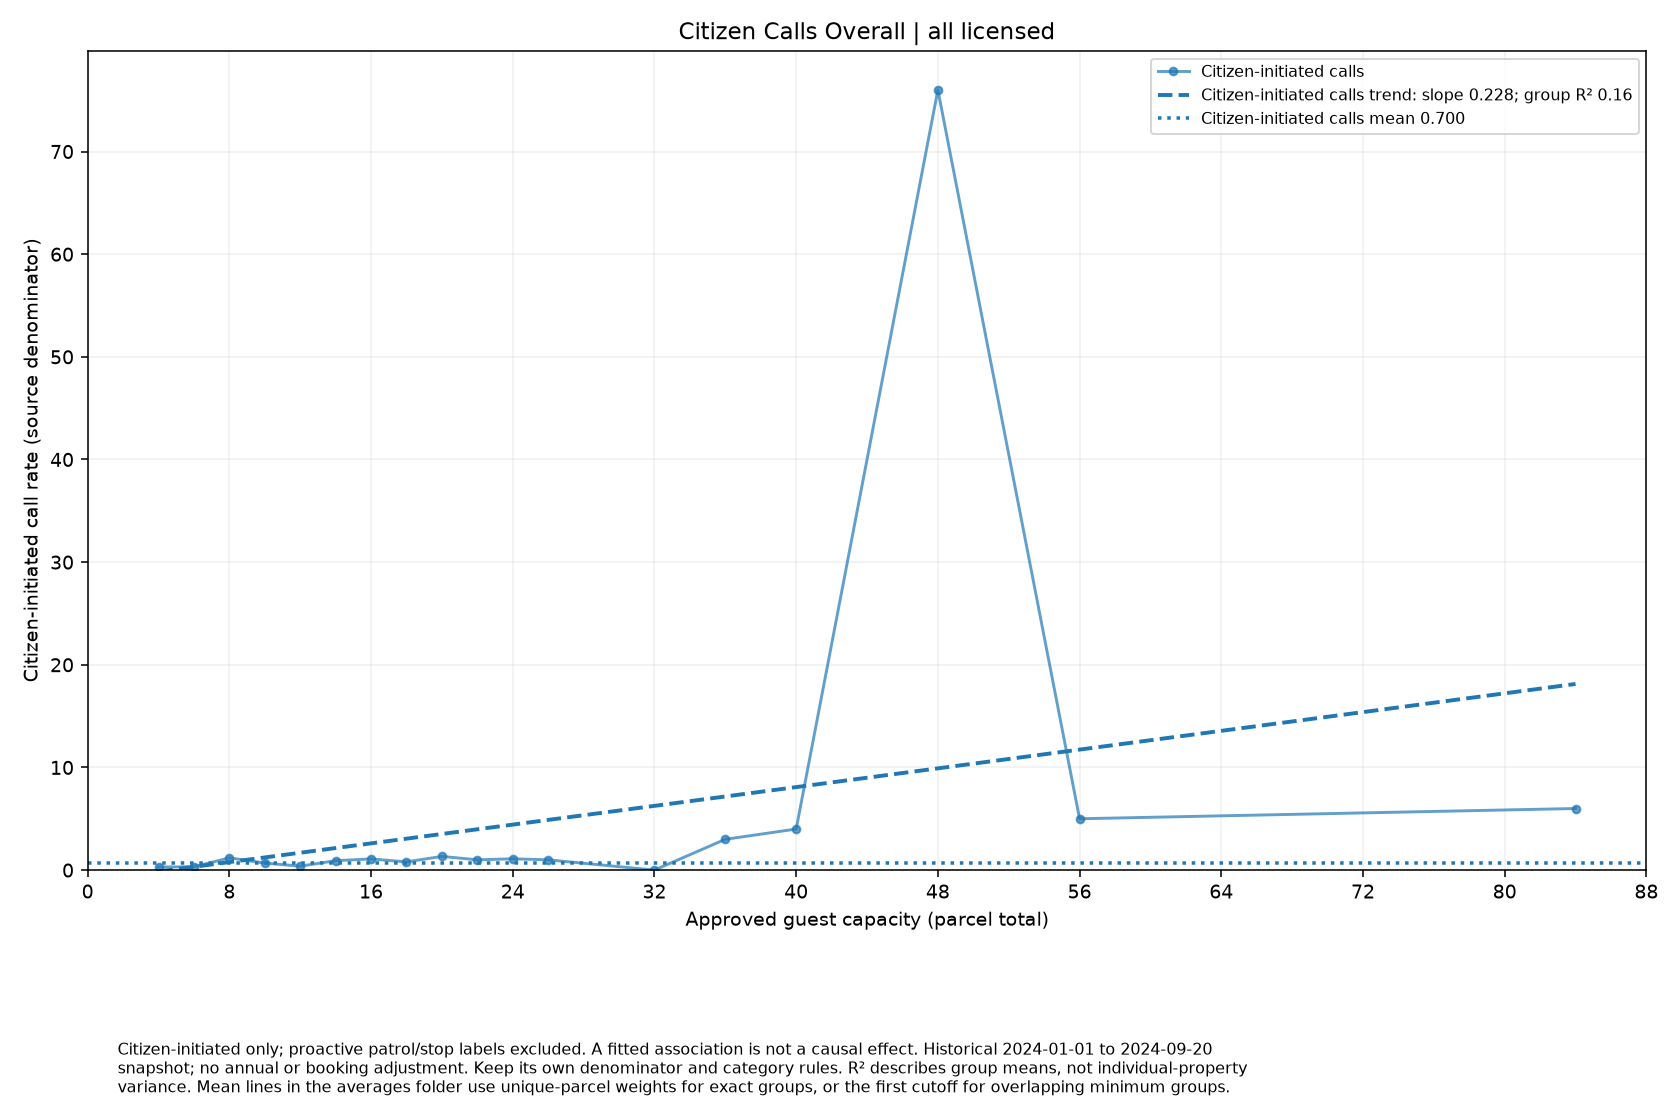 Citizen Calls Overall | all licensed
Citizen-initiated calls
Citizen-initiated calls trend: slope 0.228; group R² 0.16
Citizen-initiated calls mean 0.700
Citizen-initiated call rate (source denominator)
70
60
50
40
30
20
10
0
0 8 16 24 32 40 48 56 64 72 80 88
Approved guest capacity (parcel total)
Citizen-initiated only; proactive patrol/stop labels excluded. A fitted association is not a causal effect. Historical 2024-01-01 to 2024-09-20
snapshot; no annual or booking adjustment. Keep its own denominator and category rules. R² describes group means, not individual-property
variance. Mean lines in the averages folder use unique-parcel weights for exact groups, or the first cutoff for overlapping minimum groups.